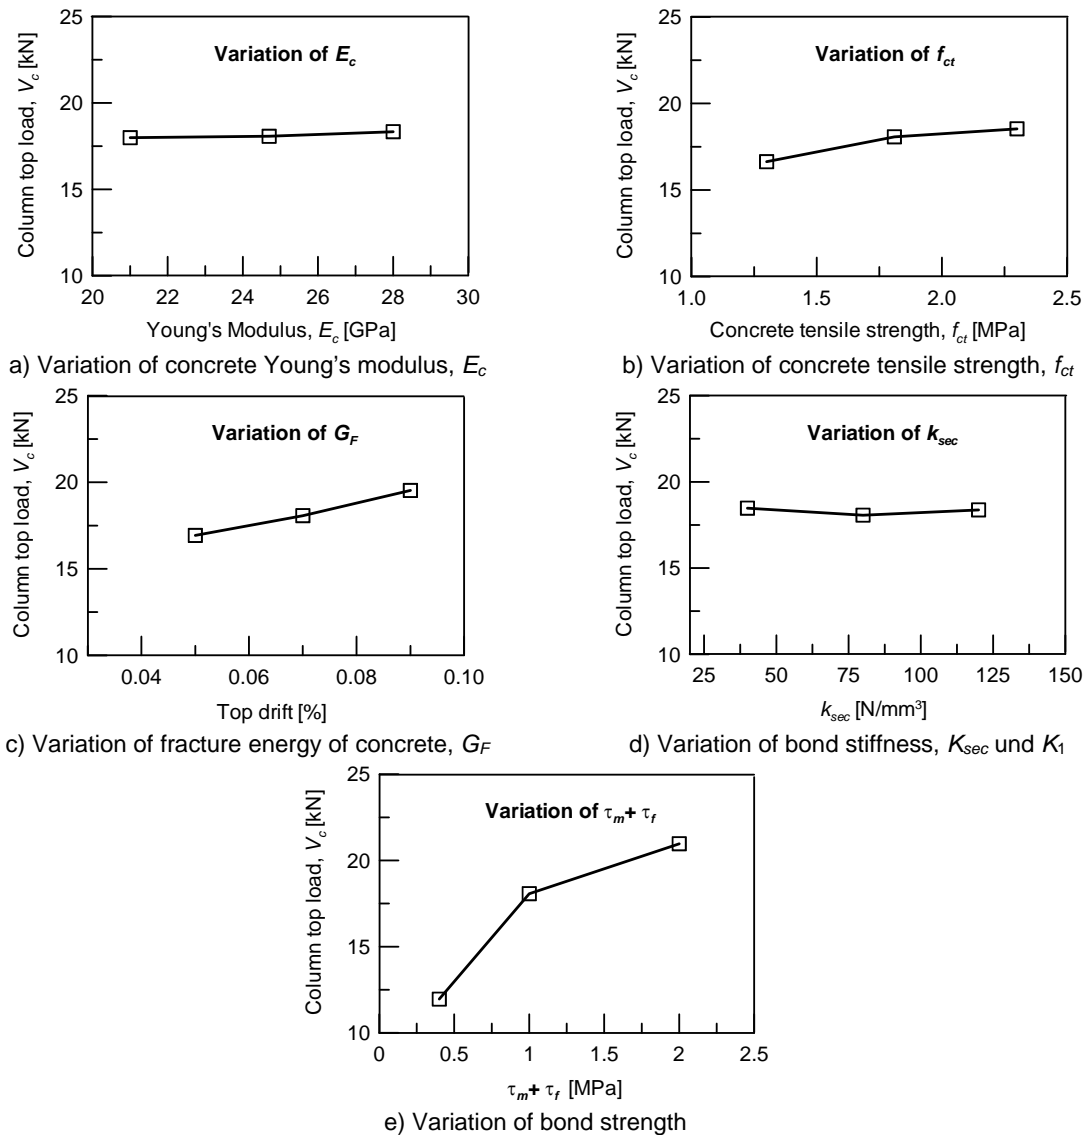 Column top load, V_c [kN]
25
20
15
10
Variation of E_c
20 22 24 26 28 30
Young's Modulus, E_c [GPa]
a) Variation of concrete Young’s modulus, E_c
Column top load, V_c [kN]
25
20
15
10
Variation of f_ct
1.0 1.5 2.0 2.5
Concrete tensile strength, f_ct [MPa]
b) Variation of concrete tensile strength, f_ct
Column top load, V_c [kN]
25
20
15
10
Variation of G_F
0.04 0.06 0.08 0.10
Top drift [%]
c) Variation of fracture energy of concrete, G_F
Column top load, V_c [kN]
25
20
15
10
Variation of k_sec
25 50 75 100 125 150
k_sec [N/mm³]
d) Variation of bond stiffness, K_sec und K₁
Column top load, V_c [kN]
25
20
15
10
Variation of τ_m+ τ_f
0 0.5 1 1.5 2 2.5
τ_m+ τ_f [MPa]
e) Variation of bond strength